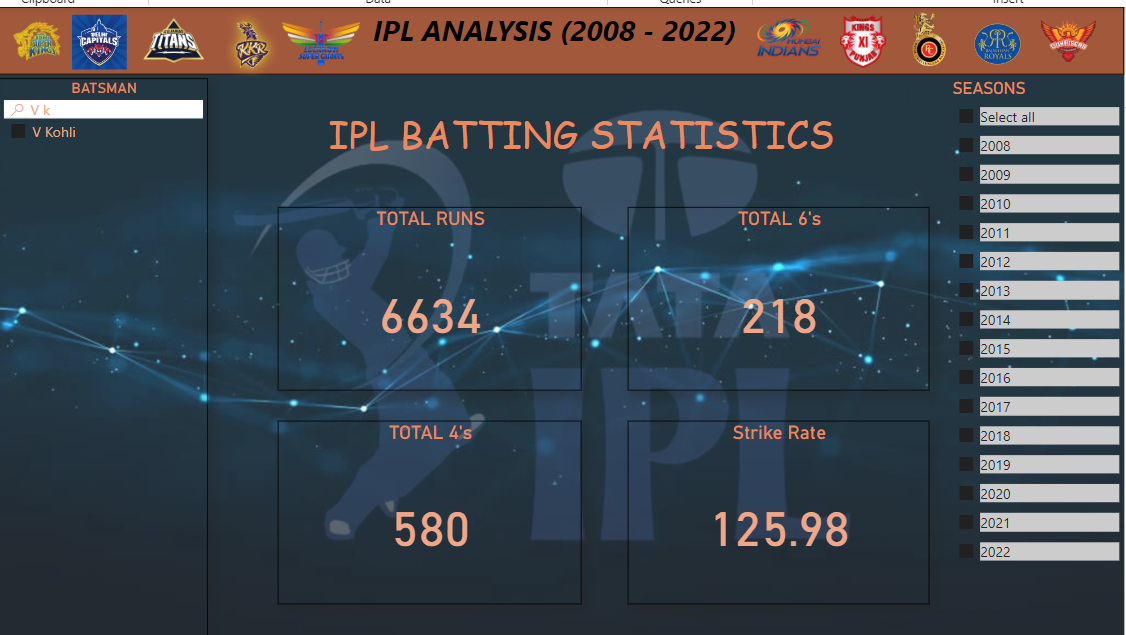 Clipboard
Data
Queries
Insert
IPL ANALYSIS (2008 - 2022)
SUPER
KINGS
DELHI
CAPITALS
TITANS
KKR
MUMBAI
INDIANS
KINGS
XI
PUNJAB
RR
RAJASTHAN
ROYALS
SUNRISERS
BATSMAN
V k
V Kohli
IPL BATTING STATISTICS
TATA
IPL
TOTAL RUNS
6634
TOTAL 6's
218
TOTAL 4's
580
Strike Rate
125.98
SEASONS
Select all
2008
2009
2010
2011
2012
2013
2014
2015
2016
2017
2018
2019
2020
2021
2022